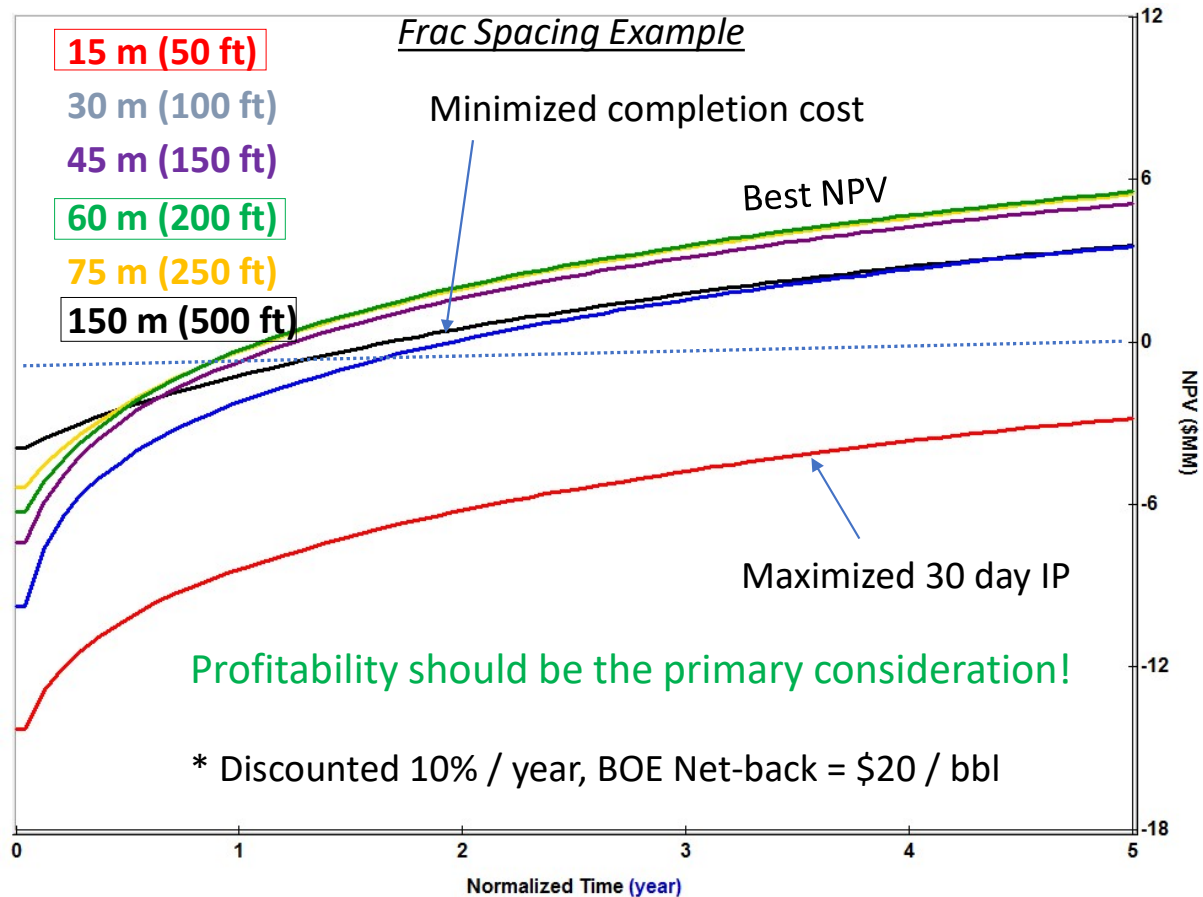 Frac Spacing Example
15 m (50 ft)
30 m (100 ft)
45 m (150 ft)
60 m (200 ft)
75 m (250 ft)
150 m (500 ft)
Minimized completion cost
Best NPV
Maximized 30 day IP
Profitability should be the primary consideration!
* Discounted 10% / year, BOE Net-back = $20 / bbl
12
6
0
-6
-12
-18
NPV ($MM)
0 1 2 3 4 5
Normalized Time (year)